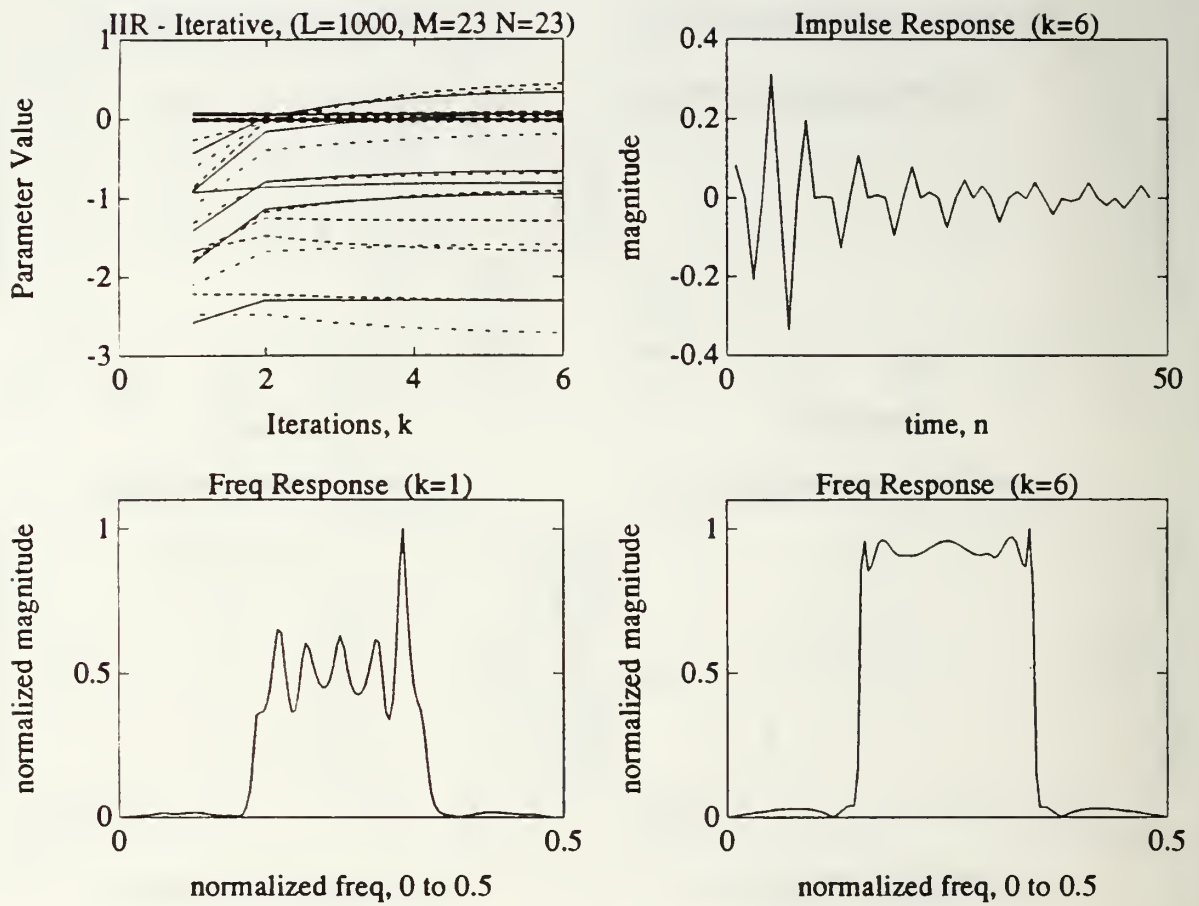 IIR - Iterative, (L=1000, M=23 N=23)
1
0
-1
-2
-3
Parameter Value
0
2
4
6
Iterations, k
Impulse Response (k=6)
0.4
0.2
0
-0.2
-0.4
magnitude
0
50
time, n
Freq Response (k=1)
1
0.5
0
normalized magnitude
0
0.5
normalized freq, 0 to 0.5
Freq Response (k=6)
1
0.5
0
normalized magnitude
0
0.5
normalized freq, 0 to 0.5